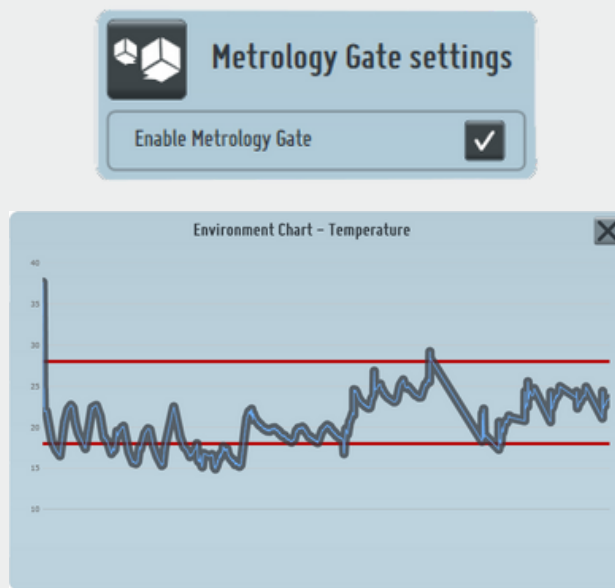 Metrology Gate settings
Enable Metrology Gate
Environment Chart – Temperature
40
35
30
25
20
15
10